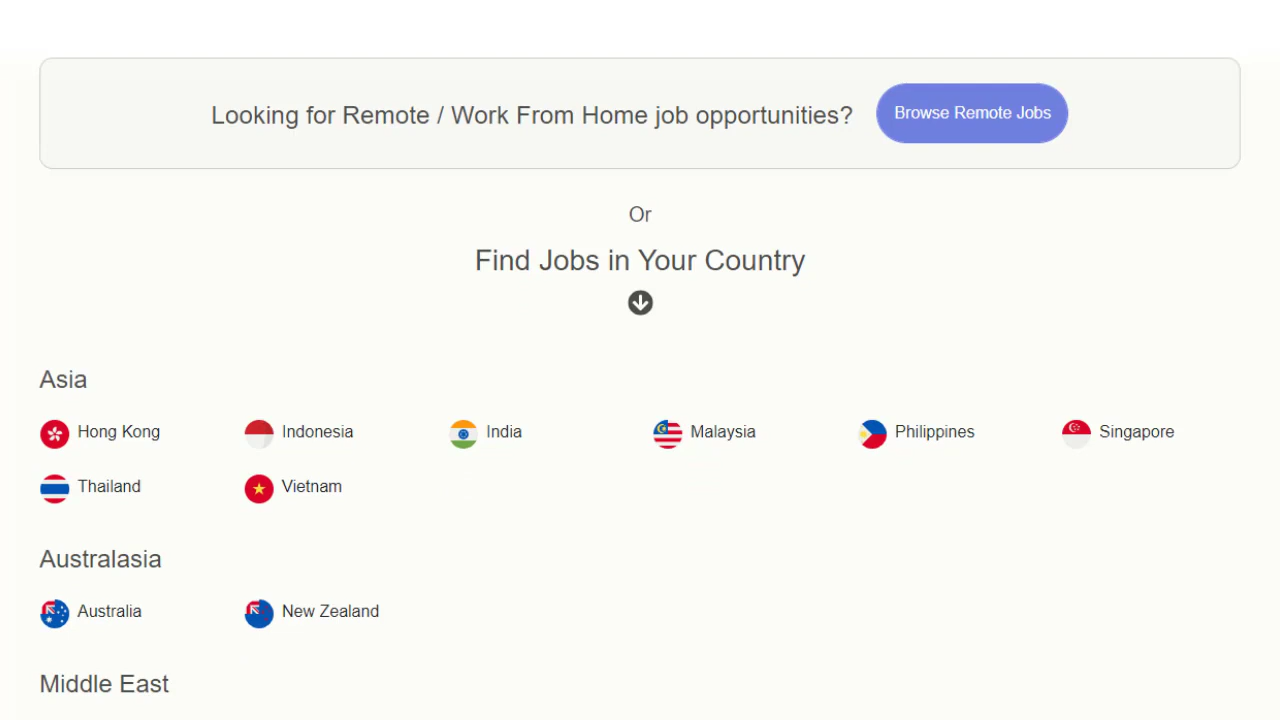 Looking for Remote / Work From Home job opportunities? Browse Remote Jobs
Or
Find Jobs in Your Country
Asia
Hong Kong Indonesia India Malaysia Philippines Singapore
Thailand Vietnam
Australasia
Australia New Zealand
Middle East